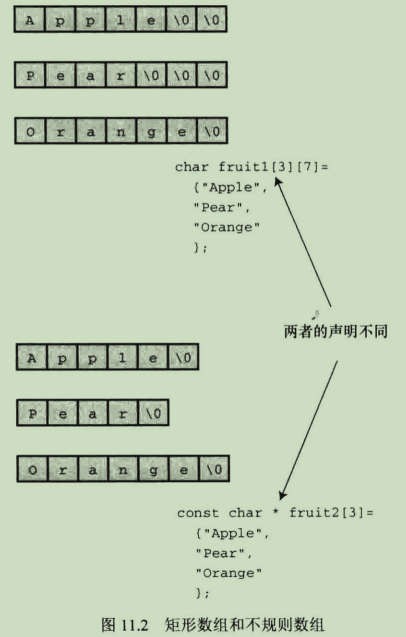 A p p l e \0 \0
P e a r \0 \0 \0
O r a n g e \0
char fruit1[3][7]=
{"Apple",
"Pear",
"Orange"
};
两者的声明不同
A p p l e \0
P e a r \0
O r a n g e \0
const char * fruit2[3]=
{"Apple",
"Pear",
"Orange"
};
图 11.2 矩形数组和不规则数组